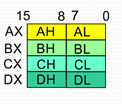 15 8 7 0
AX AH AL
BX BH BL
CX CH CL
DX DH DL